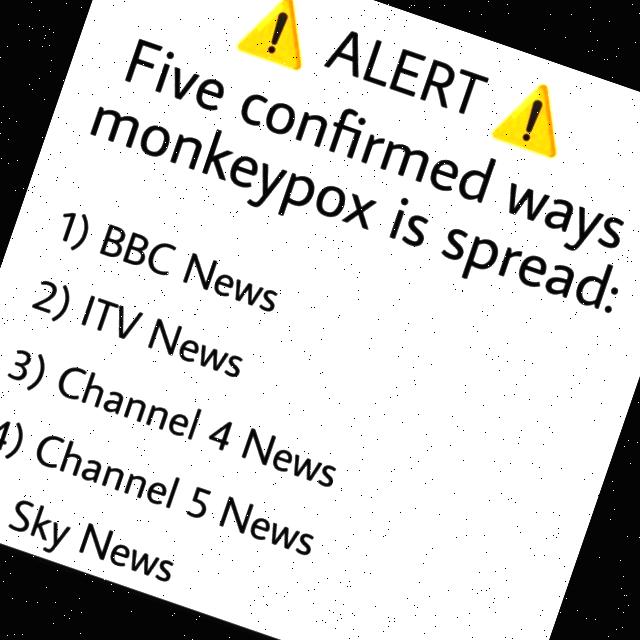 ⚠️ ALERT ⚠️
Five confirmed ways
monkeypox is spread:
1) BBC News
2) ITV News
3) Channel 4 News
4) Channel 5 News
Sky News